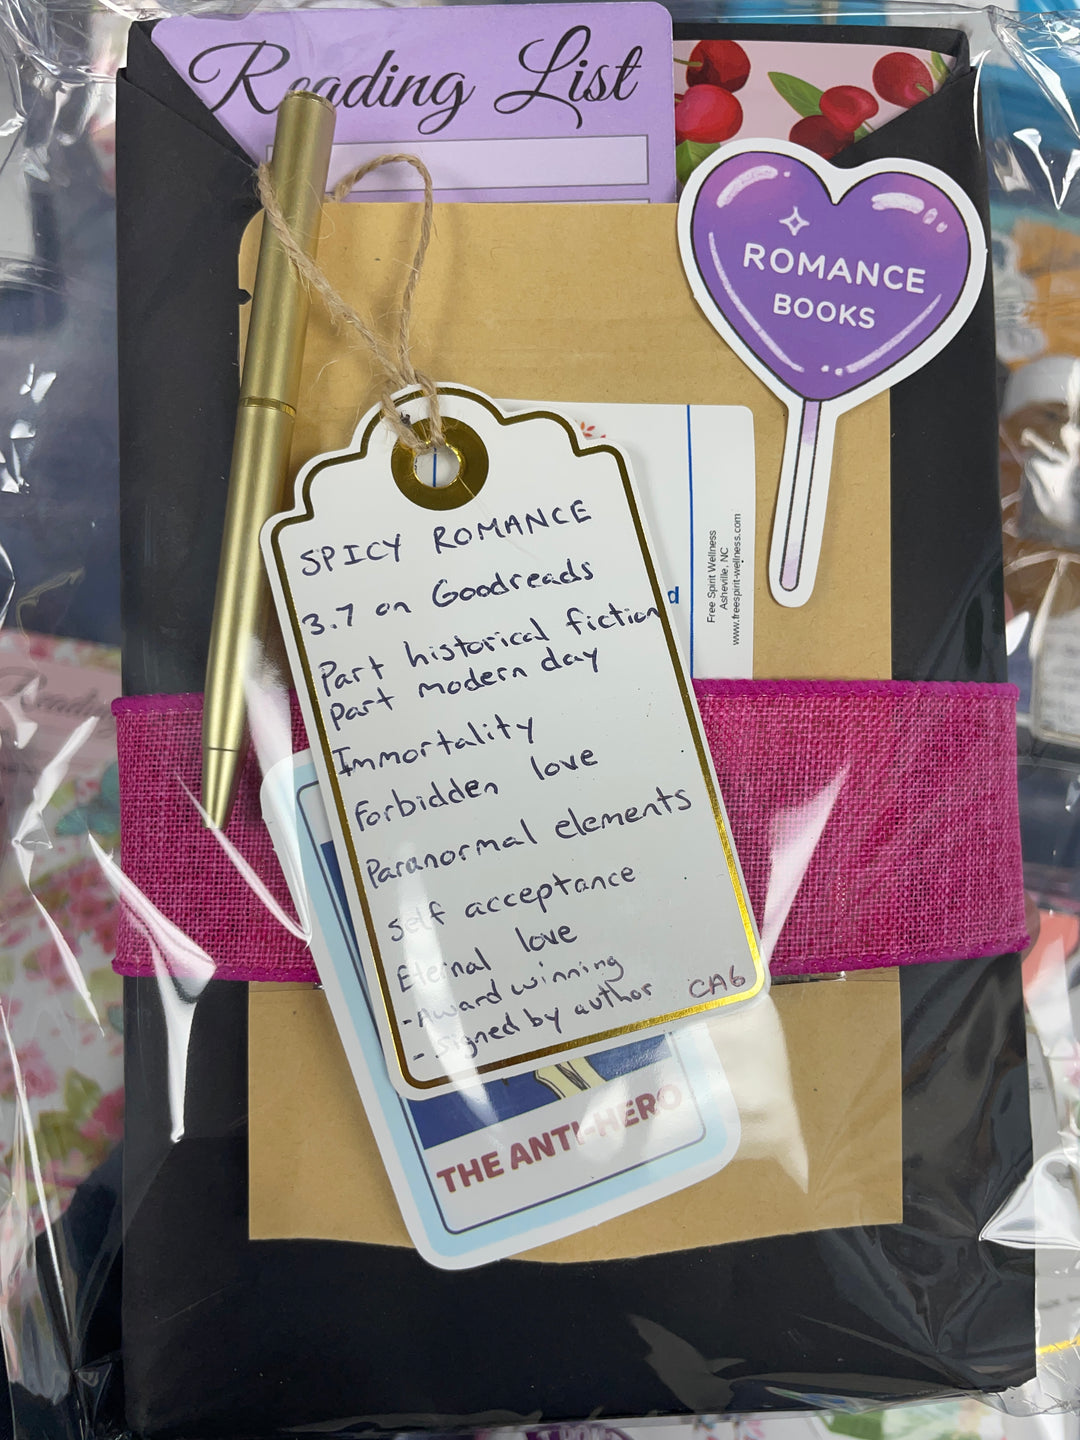 Reading List
ROMANCE
BOOKS
SPICY ROMANCE
3.7 on Goodreads
Part historical fiction
Part modern day
Immortality
Forbidden love
Paranormal elements
Self acceptance
Eternal love
-Award winning
- Signed by author CA6
d
Free Spirit Wellness
Asheville, NC
www.freespirit-wellness.com
THE ANTI-HERO
Reading